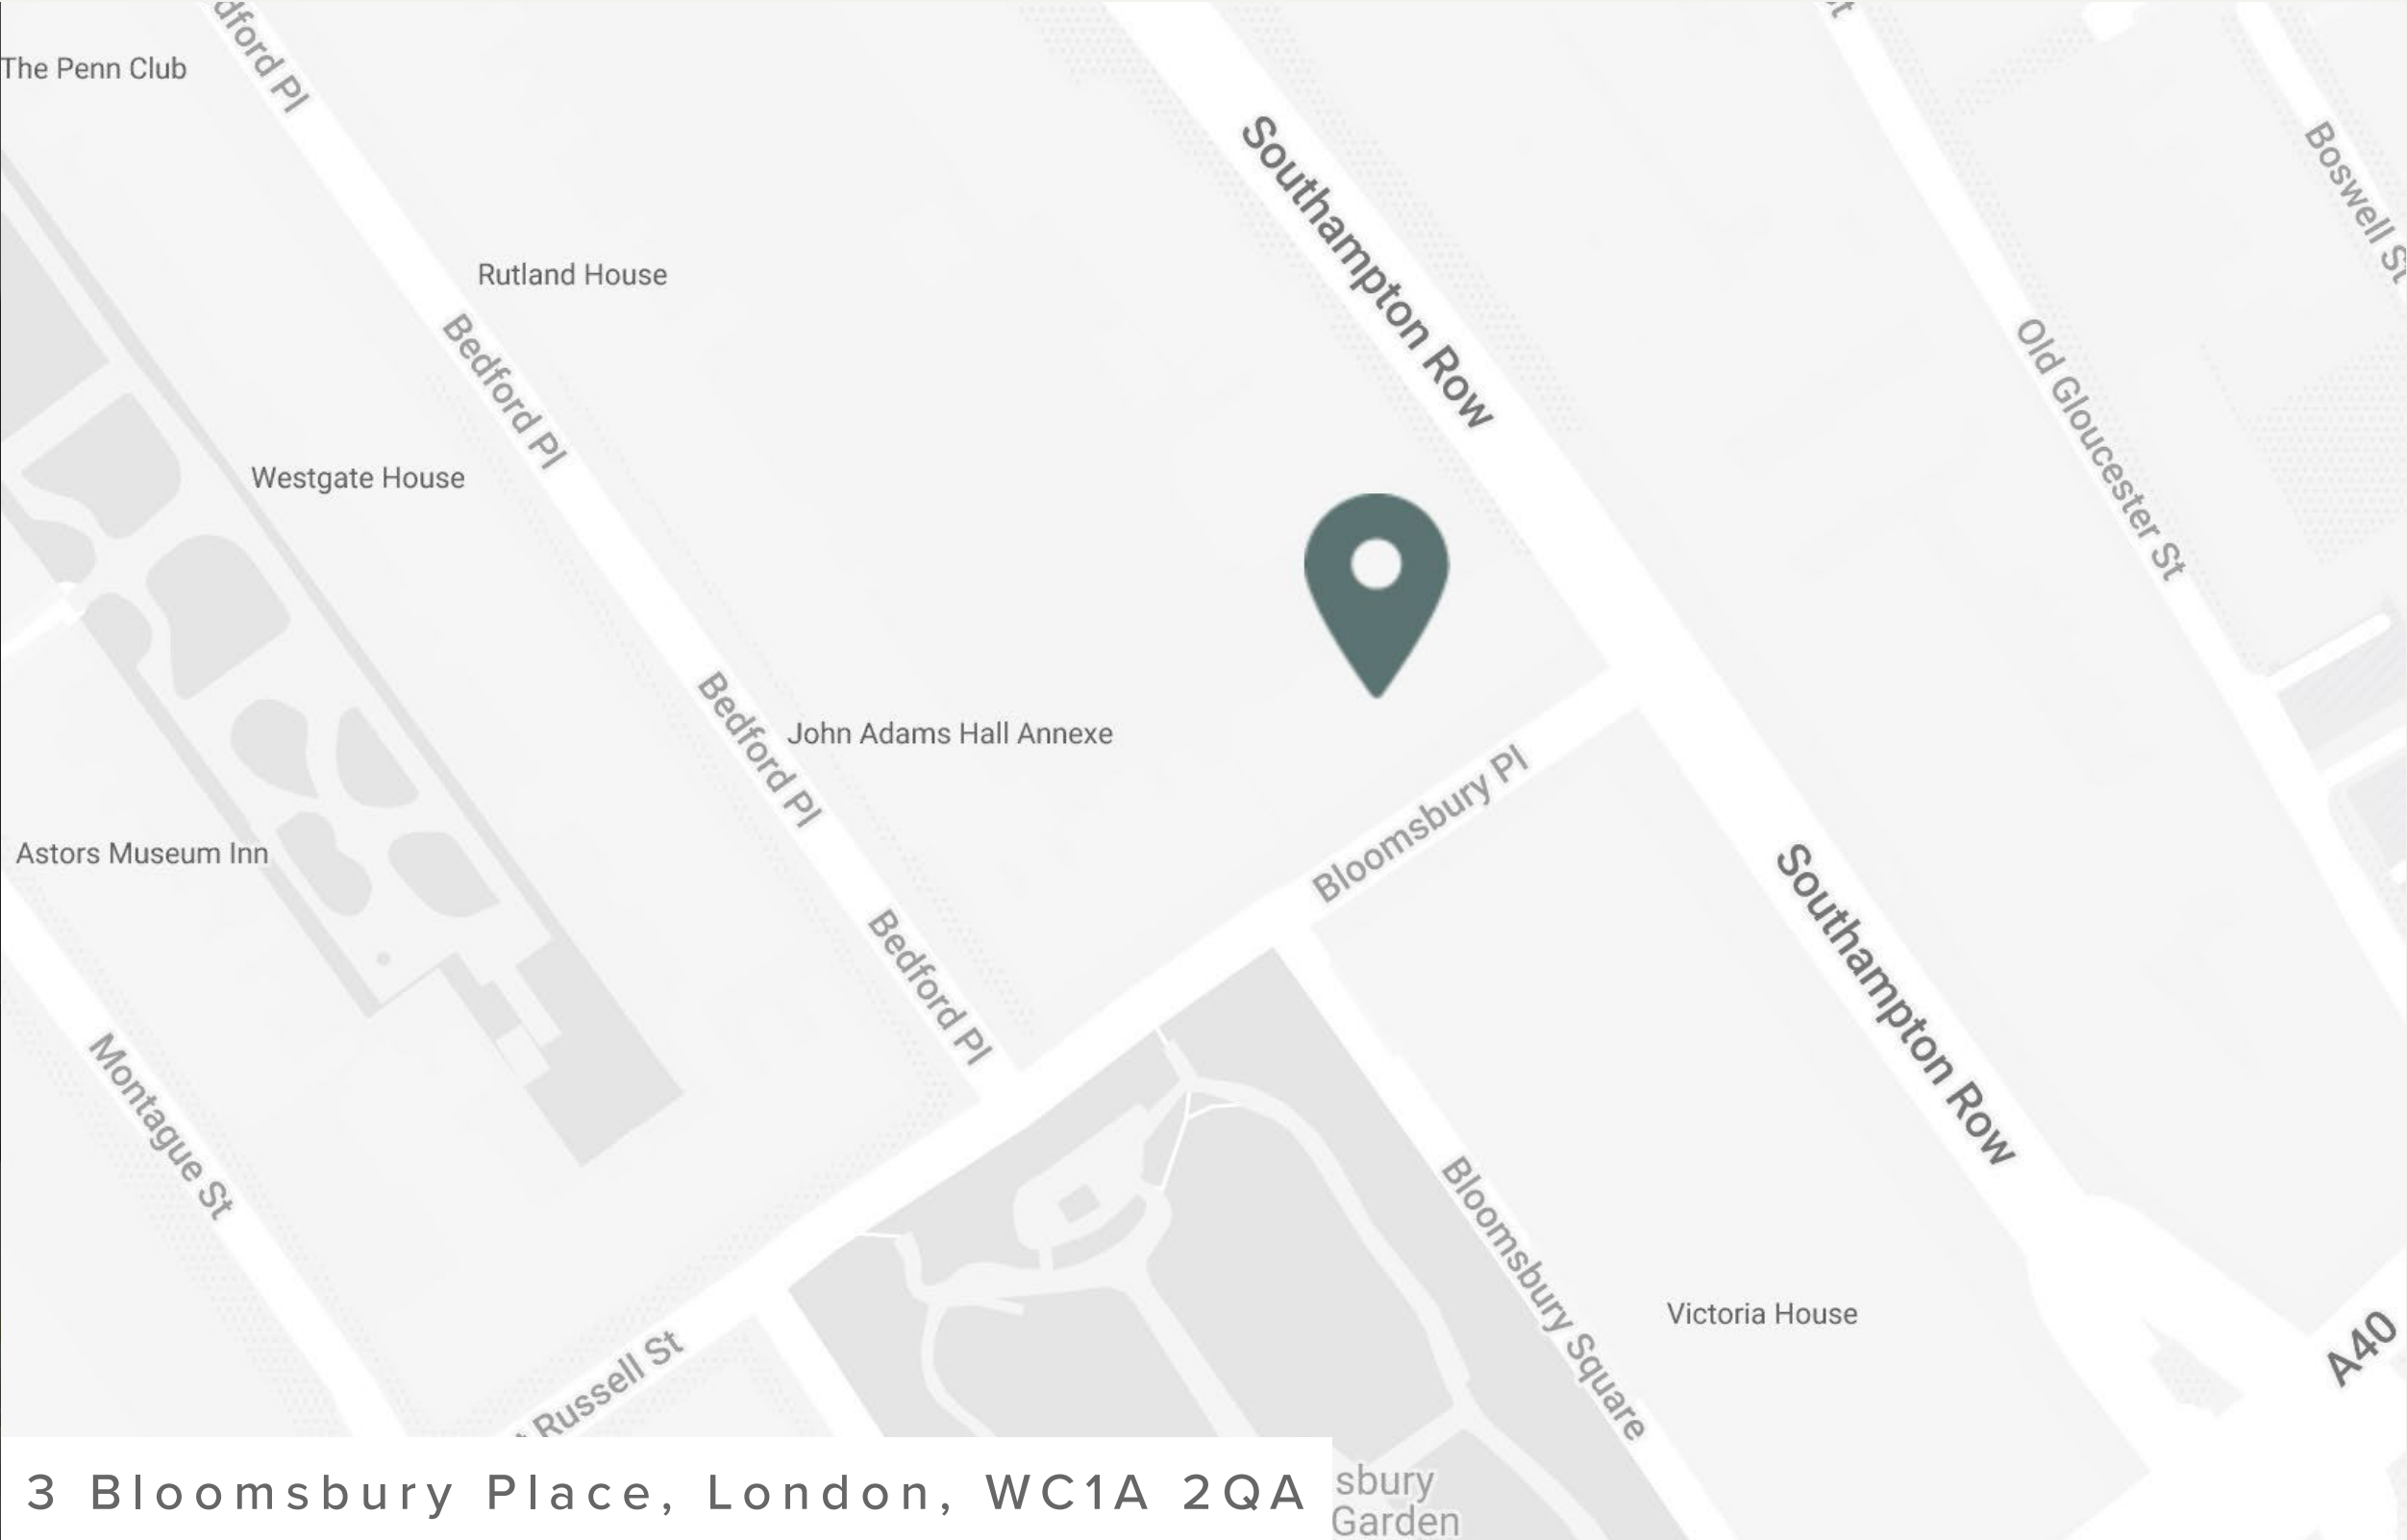 dford Pl
The Penn Club
Southampton Row
Boswell St
Rutland House
Bedford Pl
Old Gloucester St
Westgate House
Bedford Pl
John Adams Hall Annexe
Bloomsbury Pl
Astors Museum Inn
Southampton Row
Bedford Pl
Montague St
Bloomsbury Square
Victoria House
A40
Russell St
sbury
Garden
3 Bloomsbury Place, London, WC1A 2QA